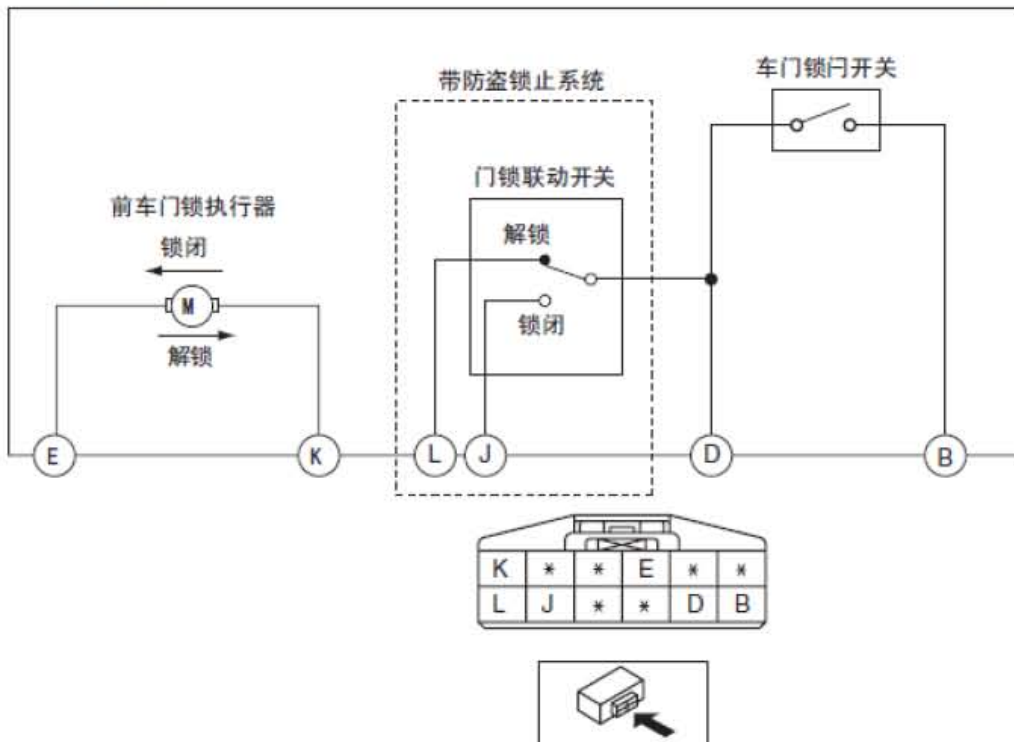 带防盗锁止系统
车门锁闩开关
门锁联动开关
前车门锁执行器
解锁
锁闭
M
锁闭
解锁
E K L J D B
K * * E * *
L J * * D B